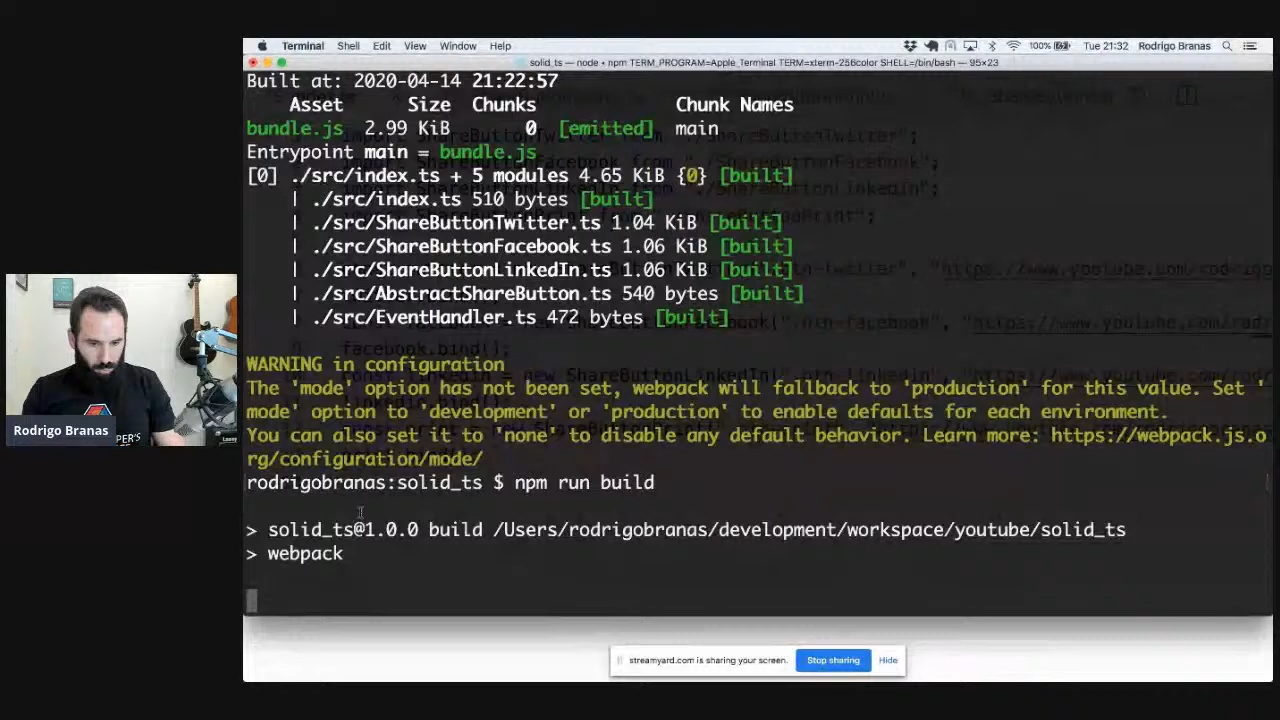 Terminal Shell Edit View Window Help 100% Tue 21:32 Rodrigo Branas
solid_ts — node • npm TERM_PROGRAM=Apple_Terminal TERM=xterm-256color SHELL=/bin/bash — 95×23
Built at: 2020-04-14 21:22:57
Asset Size Chunks Chunk Names
bundle.js 2.99 KiB 0 [emitted] main
Entrypoint main = bundle.js
[0] ./src/index.ts + 5 modules 4.65 KiB {0} [built]
| ./src/index.ts 510 bytes [built]
| ./src/ShareButtonTwitter.ts 1.04 KiB [built]
| ./src/ShareButtonFacebook.ts 1.06 KiB [built]
| ./src/ShareButtonLinkedIn.ts 1.06 KiB [built]
| ./src/AbstractShareButton.ts 540 bytes [built]
| ./src/EventHandler.ts 472 bytes [built]
WARNING in configuration
The 'mode' option has not been set, webpack will fallback to 'production' for this value. Set '
mode' option to 'development' or 'production' to enable defaults for each environment.
You can also set it to 'none' to disable any default behavior. Learn more: https://webpack.js.o
rg/configuration/mode/
rodrigobranas:solid_ts $ npm run build
> solid_ts@1.0.0 build /Users/rodrigobranas/development/workspace/youtube/solid_ts
> webpack
Rodrigo Branas
streamyard.com is sharing your screen. Stop sharing Hide